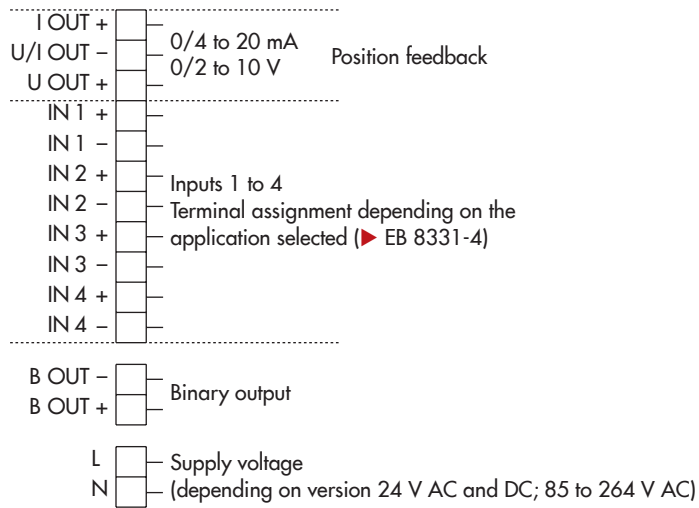 I OUT +
U/I OUT –
U OUT +
0/4 to 20 mA
0/2 to 10 V
Position feedback
IN 1 +
IN 1 –
IN 2 +
IN 2 –
IN 3 +
IN 3 –
IN 4 +
IN 4 –
Inputs 1 to 4
Terminal assignment depending on the
application selected (▶ EB 8331-4)
B OUT –
B OUT +
Binary output
L
N
Supply voltage
(depending on version 24 V AC and DC; 85 to 264 V AC)